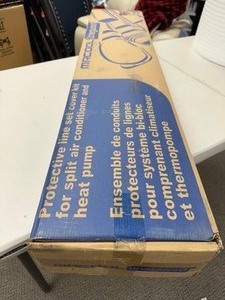 Protective line set cover kit
for split air conditioner and
heat pump
Ensemble de conduits
protecteurs de lignes
pour système bi-bloc
comprenant climatiseur
et thermopompe